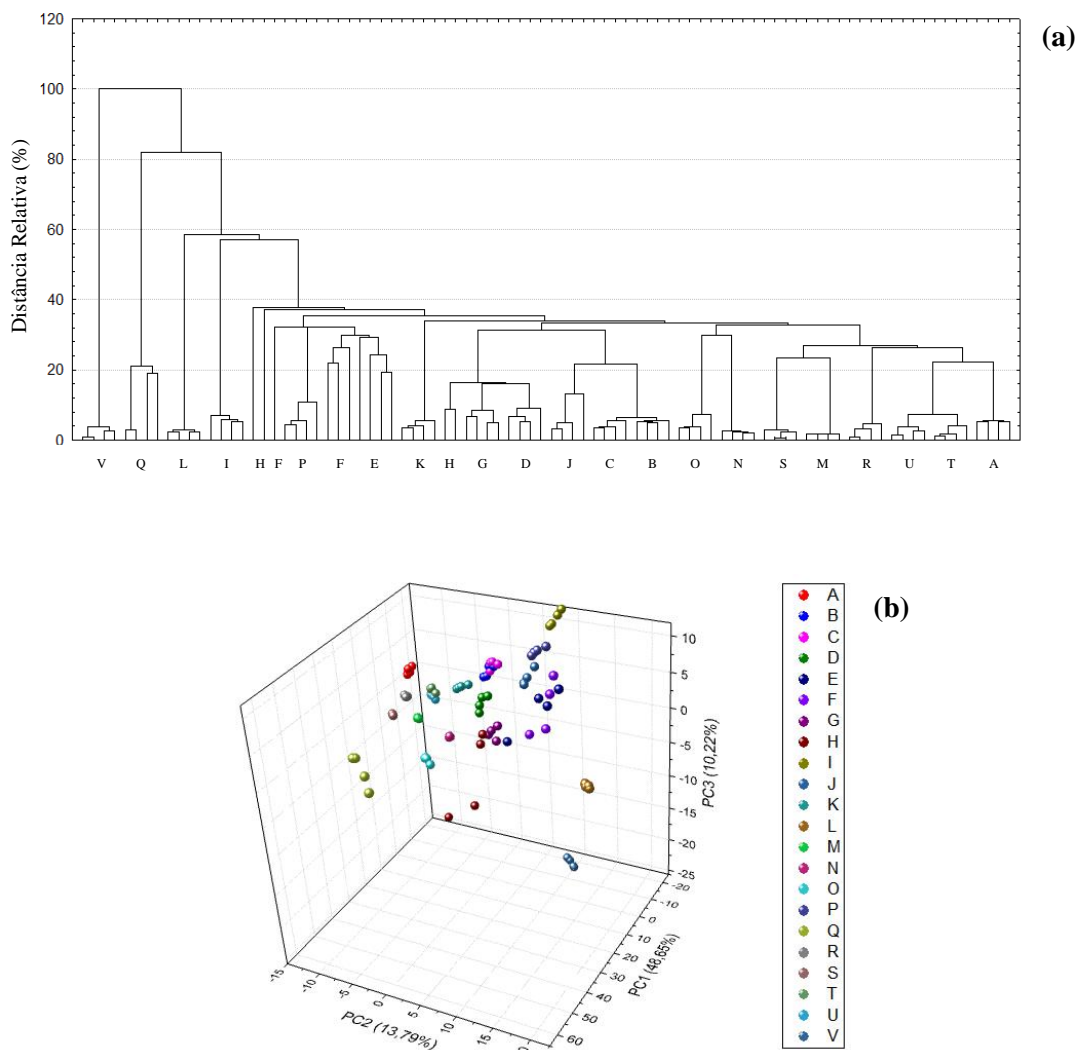 (a)
Distância Relativa (%)
120
100
80
60
40
20
0
V Q L I H F P F E K H G D J C B O N S M R U T A
(b)
A
B
C
D
E
F
G
H
I
J
K
L
M
N
O
P
Q
R
S
T
U
V
10
5
0
-5
-10
-15
-20
-25
PC3 (10,22%)
-20
-10
0
10
20
30
40
50
60
PC1 (48,65%)
-15
-10
-5
0
5
10
15
PC2 (13,79%)